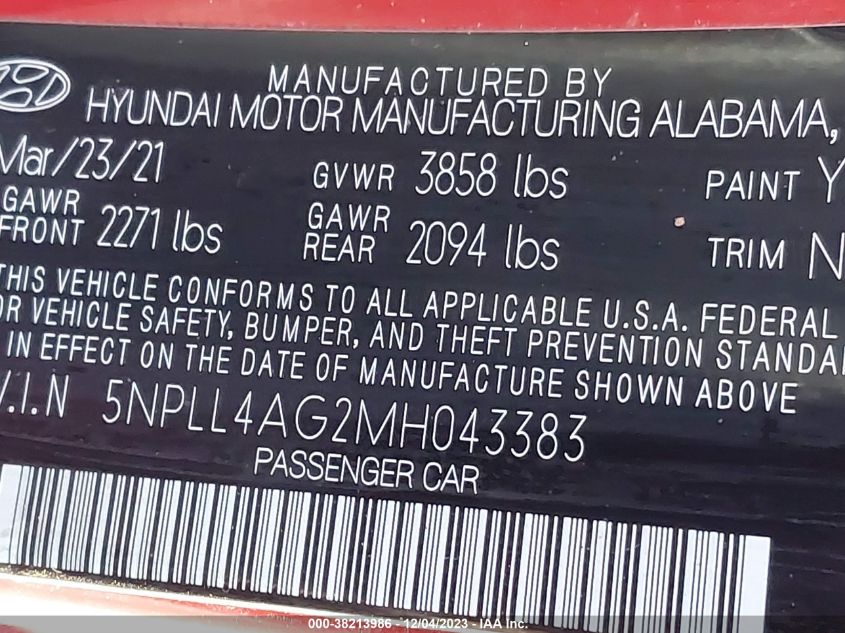 MANUFACTURED BY
HYUNDAI MOTOR MANUFACTURING ALABAMA,
Mar/23/21 GVWR 3858 lbs PAINT Y
GAWR FRONT 2271 lbs GAWR REAR 2094 lbs TRIM N
THIS VEHICLE CONFORMS TO ALL APPLICABLE U.S.A. FEDERAL
OR VEHICLE SAFETY, BUMPER, AND THEFT PREVENTION STANDA
IN EFFECT ON THE DATE OF MANUFACTURE SHOWN ABOVE
V.I.N 5NPLL4AG2MH043383
PASSENGER CAR
000-38213986 - 12/04/2023 - IAA Inc.